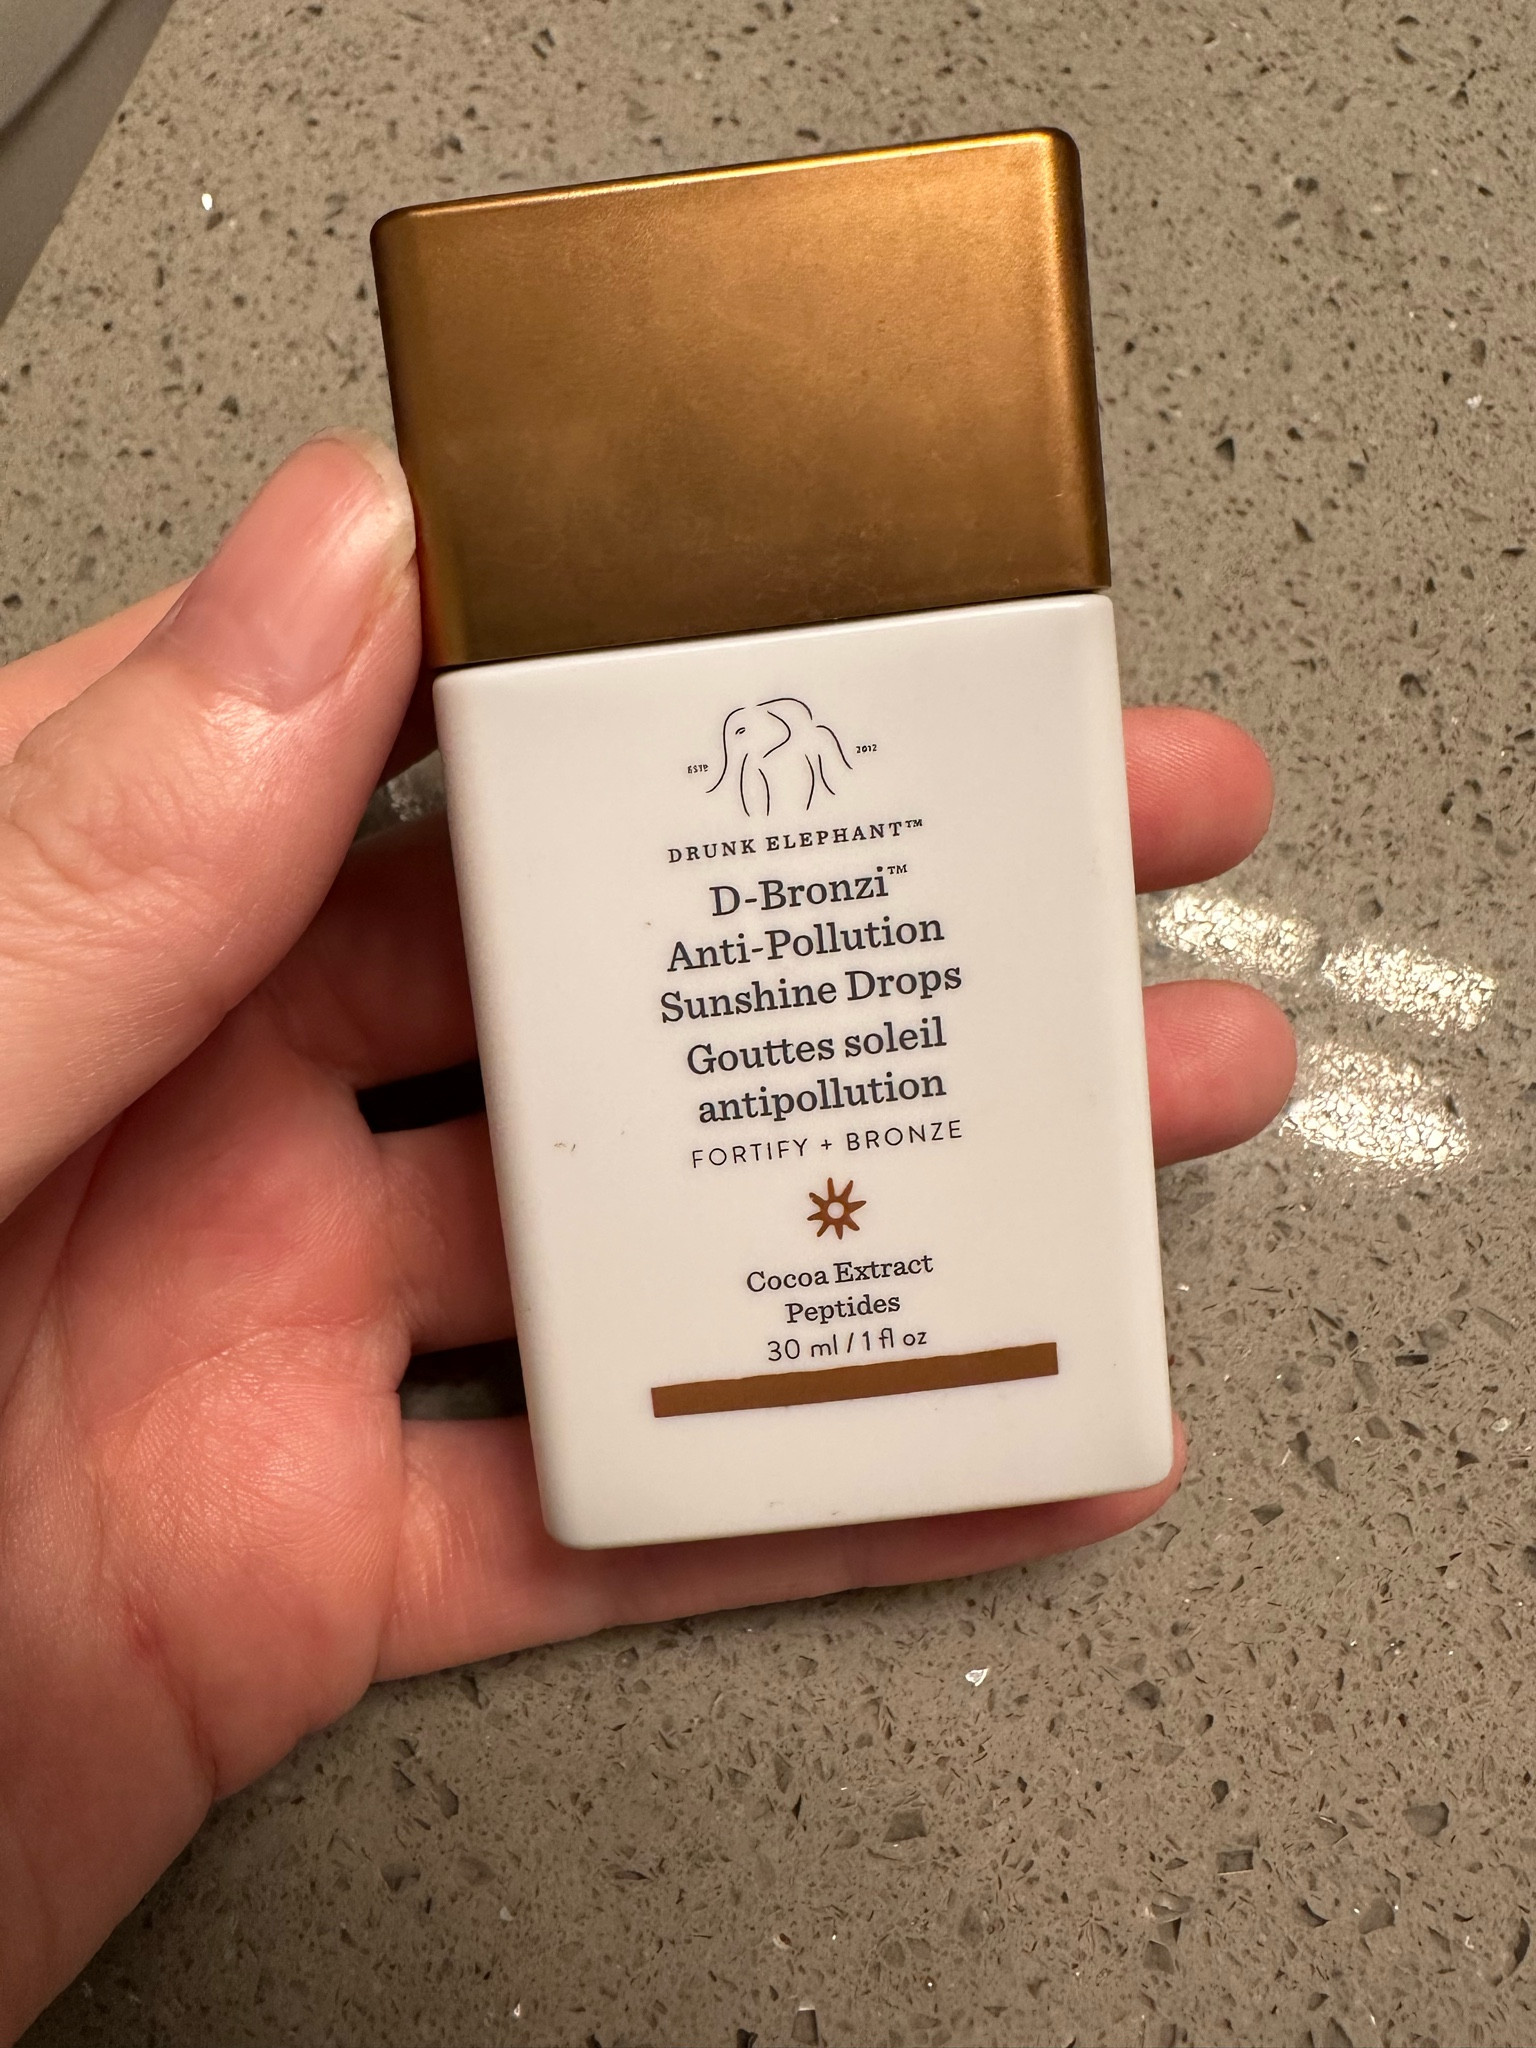 ESTD 2012
DRUNK ELEPHANT™
D-Bronzi™
Anti-Pollution
Sunshine Drops
Gouttes soleil
antipollution
FORTIFY + BRONZE
Cocoa Extract
Peptides
30 ml / 1 fl oz